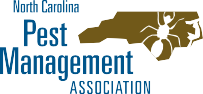 North Carolina
Pest
Management
ASSOCIATION